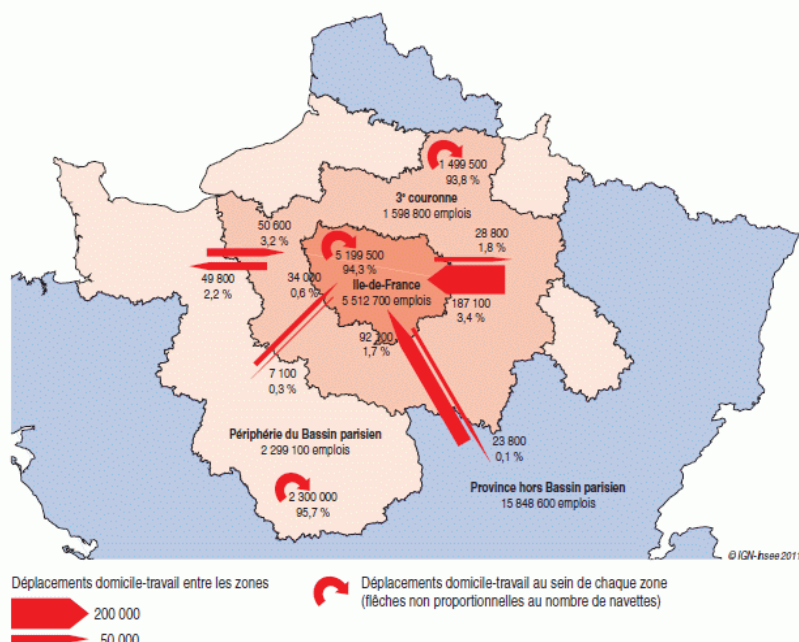 1 499 500
93,8 %
3e couronne
1 598 800 emplois
50 600
3,2 %
28 800
1,8 %
5 199 500
94,3 %
Ile-de-France
5 512 700 emplois
49 800
2,2 %
34 000
0,6 %
187 100
3,4 %
92 300
1,7 %
7 100
0,3 %
Périphérie du Bassin parisien
2 299 100 emplois
23 800
0,1 %
2 300 000
95,7 %
Province hors Bassin parisien
15 848 600 emplois
© IGN-Insee 2011
Déplacements domicile-travail entre les zones
200 000
50 000
Déplacements domicile-travail au sein de chaque zone
(flêches non proportionnelles au nombre de navettes)